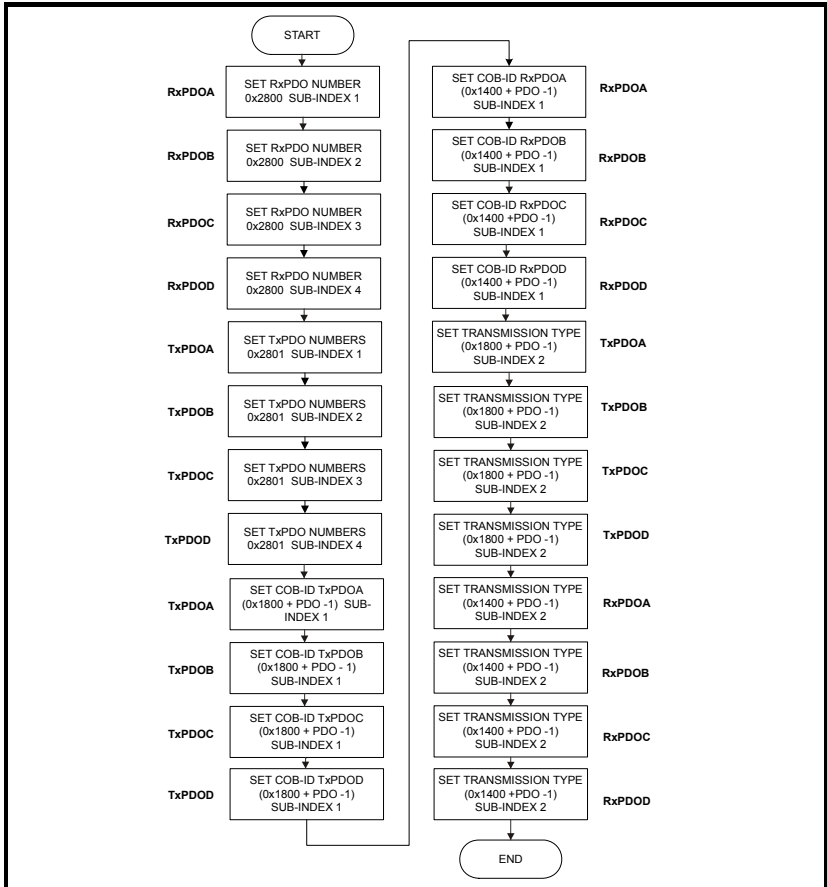 START
RxPDOA
SET RxPDO NUMBER
0x2800 SUB-INDEX 1
RxPDOB
SET RxPDO NUMBER
0x2800 SUB-INDEX 2
RxPDOC
SET RxPDO NUMBER
0x2800 SUB-INDEX 3
RxPDOD
SET RxPDO NUMBER
0x2800 SUB-INDEX 4
TxPDOA
SET TxPDO NUMBERS
0x2801 SUB-INDEX 1
TxPDOB
SET TxPDO NUMBERS
0x2801 SUB-INDEX 2
TxPDOC
SET TxPDO NUMBERS
0x2801 SUB-INDEX 3
TxPDOD
SET TxPDO NUMBERS
0x2801 SUB-INDEX 4
TxPDOA
SET COB-ID TxPDOA
(0x1800 + PDO -1) SUB-
INDEX 1
TxPDOB
SET COB-ID TxPDOB
(0x1800 + PDO - 1)
SUB-INDEX 1
TxPDOC
SET COB-ID TxPDOC
(0x1800 + PDO -1)
SUB-INDEX 1
TxPDOD
SET COB-ID TxPDOD
(0x1800 + PDO -1)
SUB-INDEX 1
SET COB-ID RxPDOA
(0x1400 + PDO -1)
SUB-INDEX 1
RxPDOA
SET COB-ID RxPDOB
(0x1400 + PDO -1)
SUB-INDEX 1
RxPDOB
SET COB-ID RxPDOC
(0x1400 +PDO -1)
SUB-INDEX 1
RxPDOC
SET COB-ID RxPDOD
(0x1400 + PDO -1)
SUB-INDEX 1
RxPDOD
SET TRANSMISSION TYPE
(0x1800 + PDO -1)
SUB-INDEX 2
TxPDOA
SET TRANSMISSION TYPE
(0x1800 + PDO -1)
SUB-INDEX 2
TxPDOB
SET TRANSMISSION TYPE
(0x1800 + PDO -1)
SUB-INDEX 2
TxPDOC
SET TRANSMISSION TYPE
(0x1800 + PDO -1)
SUB-INDEX 2
TxPDOD
SET TRANSMISSION TYPE
(0x1400 + PDO -1)
SUB-INDEX 2
RxPDOA
SET TRANSMISSION TYPE
(0x1400 + PDO -1)
SUB-INDEX 2
RxPDOB
SET TRANSMISSION TYPE
(0x1400 + PDO -1)
SUB-INDEX 2
RxPDOC
SET TRANSMISSION TYPE
(0x1400 +PDO -1)
SUB-INDEX 2
RxPDOD
END